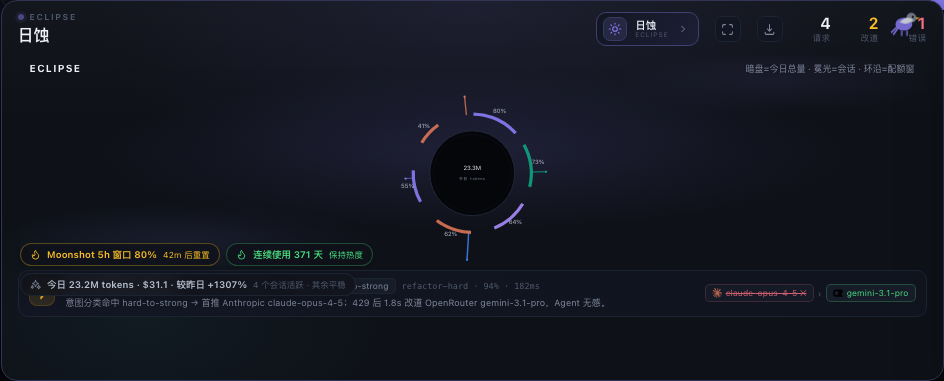 ECLIPSE
日蚀
日蚀
ECLIPSE
4
请求
2
改道
1
错误
ECLIPSE
暗盘=今日总量 · 冕光=会话 · 环沿=配额窗
80%
41%
73%
23.3M
今日 tokens
55%
64%
62%
Moonshot 5h 窗口 80% 42m 后重置
连续使用 371 天 保持热度
今日 23.2M tokens · $31.1 · 较昨日 +1307% 4 个会话活跃 · 其余平稳
o-strong refactor-hard · 94% · 182ms
意图分类命中 hard-to-strong → 首推 Anthropic claude-opus-4-5；429 后 1.8s 改道 OpenRouter gemini-3.1-pro，Agent 无感。
claude-opus-4-5 ✕ › gemini-3.1-pro